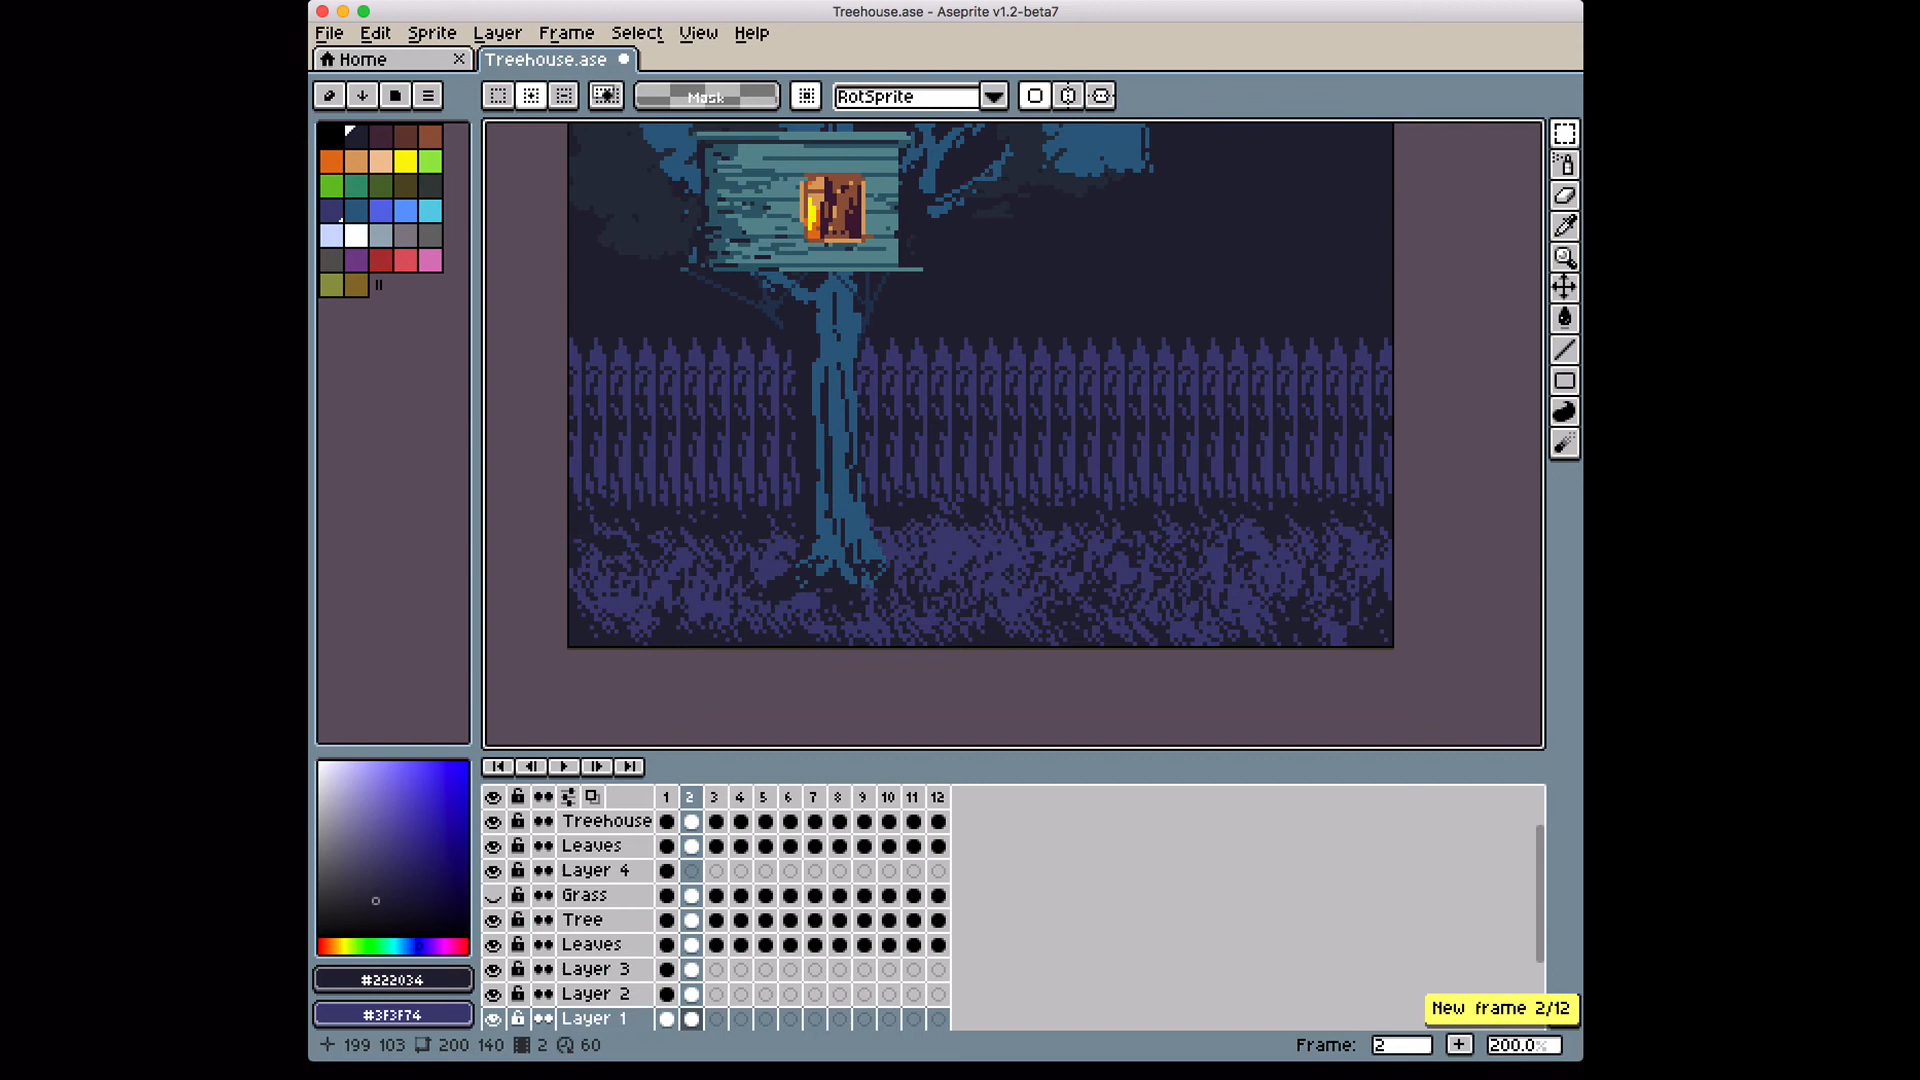 Treehouse.ase - Aseprite v1.2-beta7
File Edit Sprite Layer Frame Select View Help
Home Treehouse.ase
Mask RotSprite
1 2 3 4 5 6 7 8 9 10 11 12
Treehouse
Leaves
Layer 4
Grass
Tree
Leaves
Layer 3
#222034
Layer 2
New frame 2/12
#3F3F74
Layer 1
199 103 200 140 2 60 Frame: 2 + 200.0%